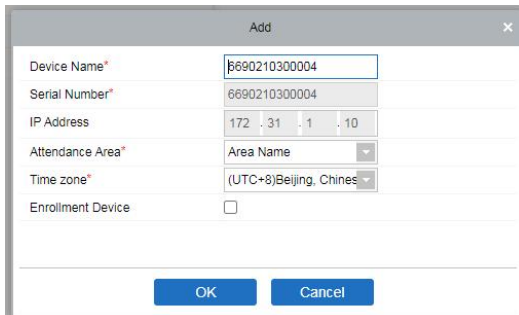 Add
×
Device Name* 6690210300004
Serial Number* 6690210300004
IP Address 172 . 31 . 1 . 10
Attendance Area* Area Name
Time zone* (UTC+8)Beijing, Chines
Enrollment Device
OK Cancel